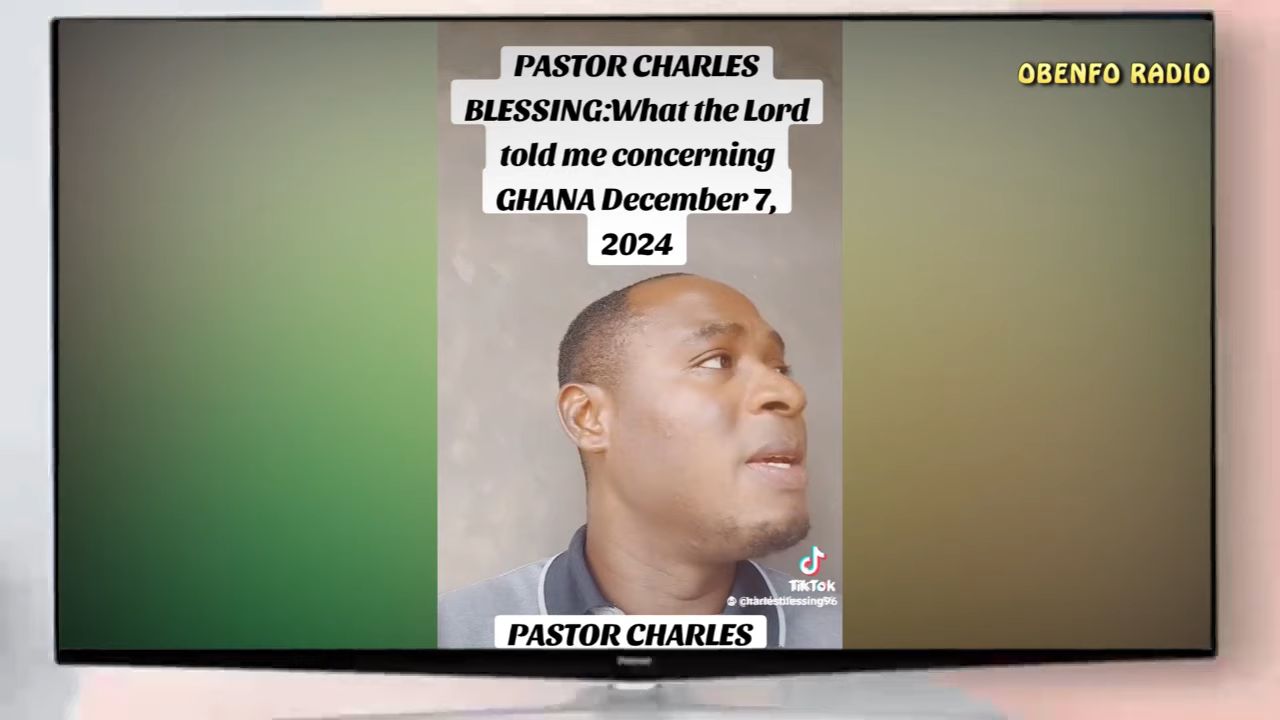 PASTOR CHARLES
BLESSING:What the Lord
told me concerning
GHANA December 7,
2024
OBENFO RADIO
TikTok
PASTOR CHARLES